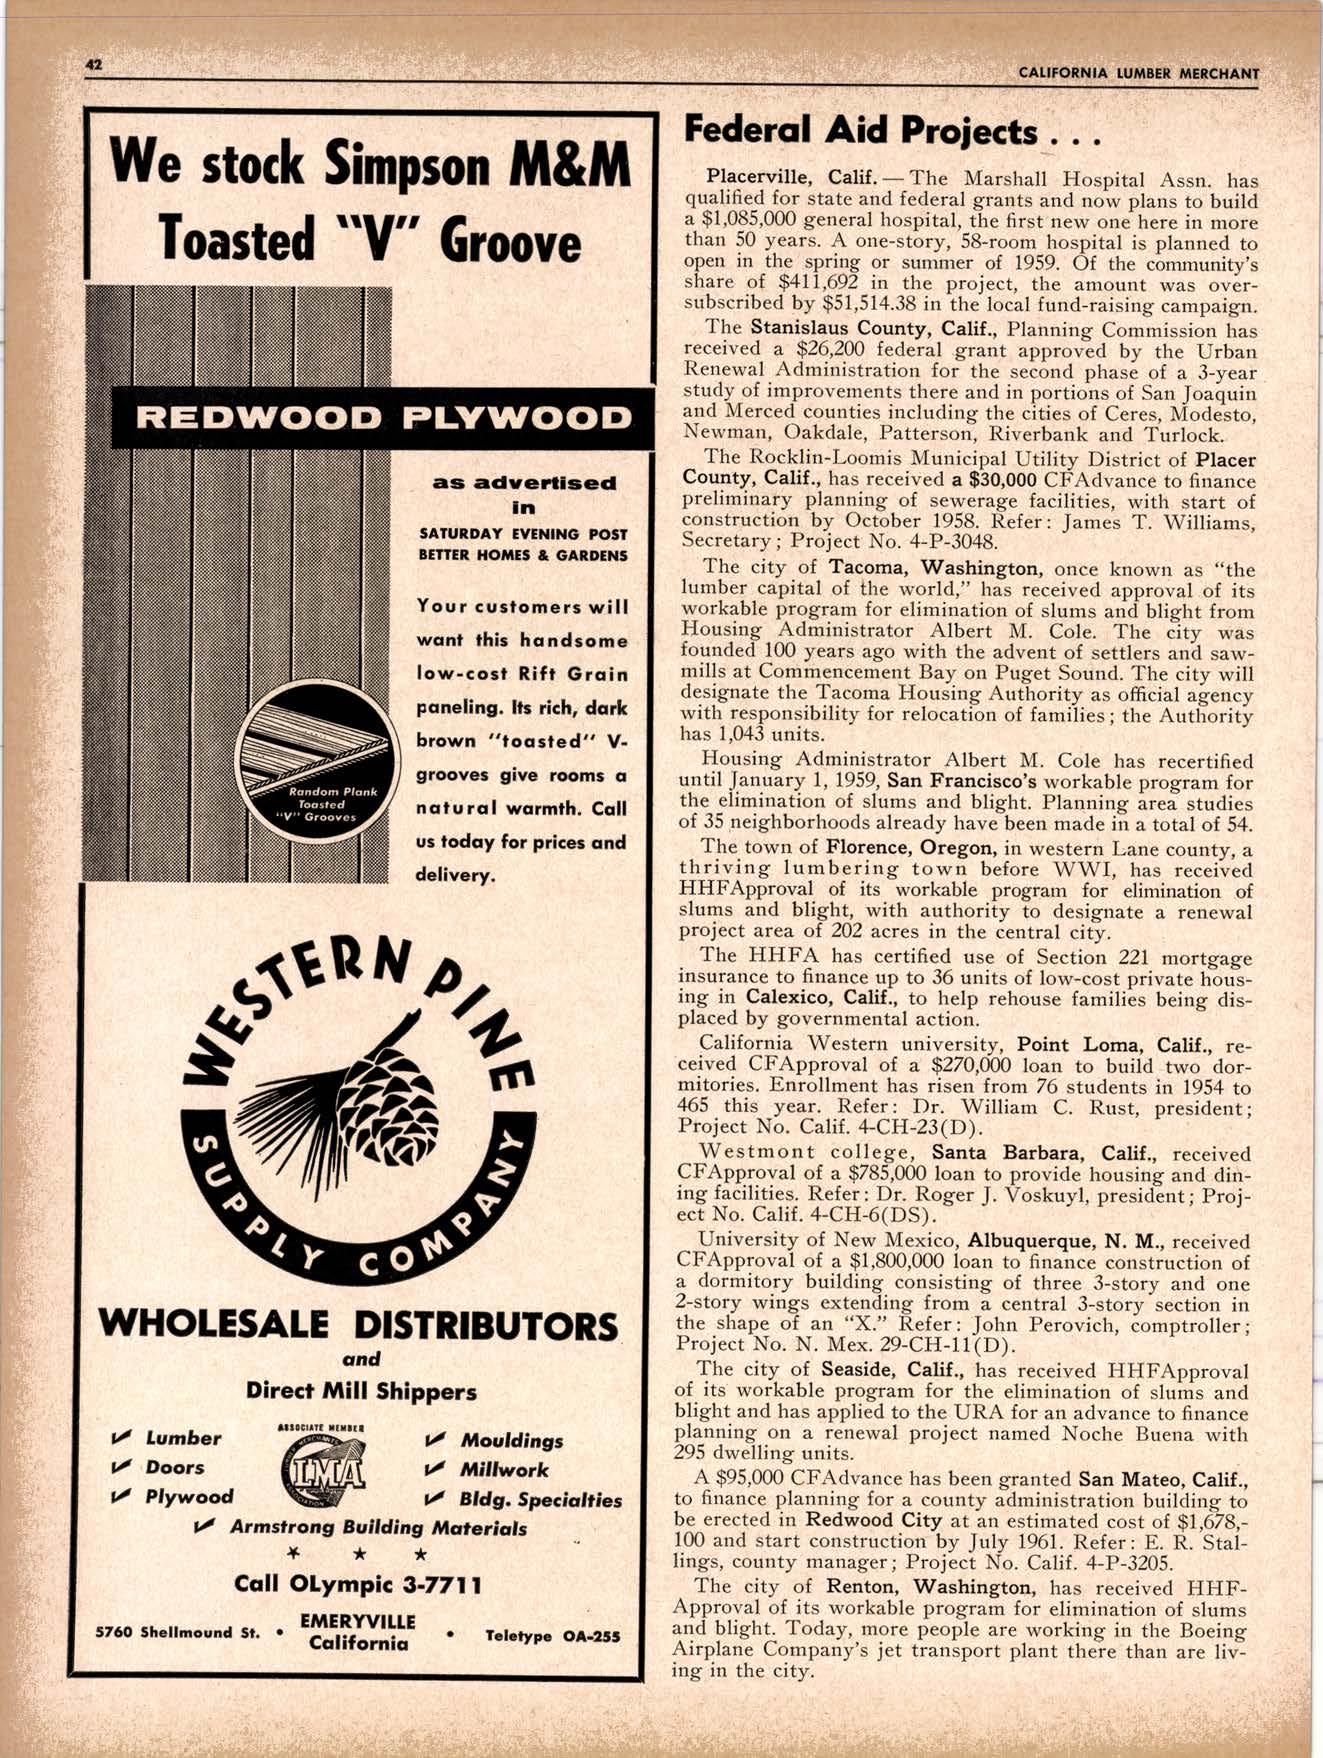 42
CALIFORNIA LUMBER MERCHANT
We stock Simpson M&M
Toasted "V" Groove
REDWOOD PLYWOOD
as advertised
in
SATURDAY EVENING POST
BETTER HOMES & GARDENS
Your customers will
want this handsome
low-cost Rift Grain
paneling. Its rich, dark
brown "toasted" V-
grooves give rooms a
natural warmth. Call
us today for prices and
delivery.
Random Plank
Toasted
"V" Grooves
WESTERN PINE
SUPPLY COMPANY
WHOLESALE DISTRIBUTORS
and
Direct Mill Shippers
Lumber
Doors
Plywood
ASSOCIATE MEMBER
LUMBER MERCHANTS
LMA
ASSOCIATION
Mouldings
Millwork
Bldg. Specialties
Armstrong Building Materials
Call OLympic 3-7711
5760 Shellmound St. • EMERYVILLE
California • Teletype OA-255
Federal Aid Projects . . .
Placerville, Calif. — The Marshall Hospital Assn. has
qualified for state and federal grants and now plans to build
a $1,085,000 general hospital, the first new one here in more
than 50 years. A one-story, 58-room hospital is planned to
open in the spring or summer of 1959. Of the community's
share of $411,692 in the project, the amount was over-
subscribed by $51,514.38 in the local fund-raising campaign.
The Stanislaus County, Calif., Planning Commission has
received a $26,200 federal grant approved by the Urban
Renewal Administration for the second phase of a 3-year
study of improvements there and in portions of San Joaquin
and Merced counties including the cities of Ceres, Modesto,
Newman, Oakdale, Patterson, Riverbank and Turlock.
The Rocklin-Loomis Municipal Utility District of Placer
County, Calif., has received a $30,000 CFAdvance to finance
preliminary planning of sewerage facilities, with start of
construction by October 1958. Refer: James T. Williams,
Secretary; Project No. 4-P-3048.
The city of Tacoma, Washington, once known as "the
lumber capital of the world," has received approval of its
workable program for elimination of slums and blight from
Housing Administrator Albert M. Cole. The city was
founded 100 years ago with the advent of settlers and saw-
mills at Commencement Bay on Puget Sound. The city will
designate the Tacoma Housing Authority as official agency
with responsibility for relocation of families; the Authority
has 1,043 units.
Housing Administrator Albert M. Cole has recertified
until January 1, 1959, San Francisco's workable program for
the elimination of slums and blight. Planning area studies
of 35 neighborhoods already have been made in a total of 54.
The town of Florence, Oregon, in western Lane county, a
thriving lumbering town before WWI, has received
HHFApproval of its workable program for elimination of
slums and blight, with authority to designate a renewal
project area of 202 acres in the central city.
The HHFA has certified use of Section 221 mortgage
insurance to finance up to 36 units of low-cost private hous-
ing in Calexico, Calif., to help rehouse families being dis-
placed by governmental action.
California Western university, Point Loma, Calif., re-
ceived CFApproval of a $270,000 loan to build two dor-
mitories. Enrollment has risen from 76 students in 1954 to
465 this year. Refer: Dr. William C. Rust, president;
Project No. Calif. 4-CH-23(D).
Westmont college, Santa Barbara, Calif., received
CFApproval of a $785,000 loan to provide housing and din-
ing facilities. Refer: Dr. Roger J. Voskuyl, president; Proj-
ect No. Calif. 4-CH-6(DS).
University of New Mexico, Albuquerque, N. M., received
CFApproval of a $1,800,000 loan to finance construction of
a dormitory building consisting of three 3-story and one
2-story wings extending from a central 3-story section in
the shape of an "X." Refer: John Perovich, comptroller;
Project No. N. Mex. 29-CH-11(D).
The city of Seaside, Calif., has received HHFApproval
of its workable program for the elimination of slums and
blight and has applied to the URA for an advance to finance
planning on a renewal project named Noche Buena with
295 dwelling units.
A $95,000 CFAdvance has been granted San Mateo, Calif.,
to finance planning for a county administration building to
be erected in Redwood City at an estimated cost of $1,678,-
100 and start construction by July 1961. Refer: E. R. Stal-
lings, county manager; Project No. Calif. 4-P-3205.
The city of Renton, Washington, has received HHF-
Approval of its workable program for elimination of slums
and blight. Today, more people are working in the Boeing
Airplane Company's jet transport plant there than are liv-
ing in the city.